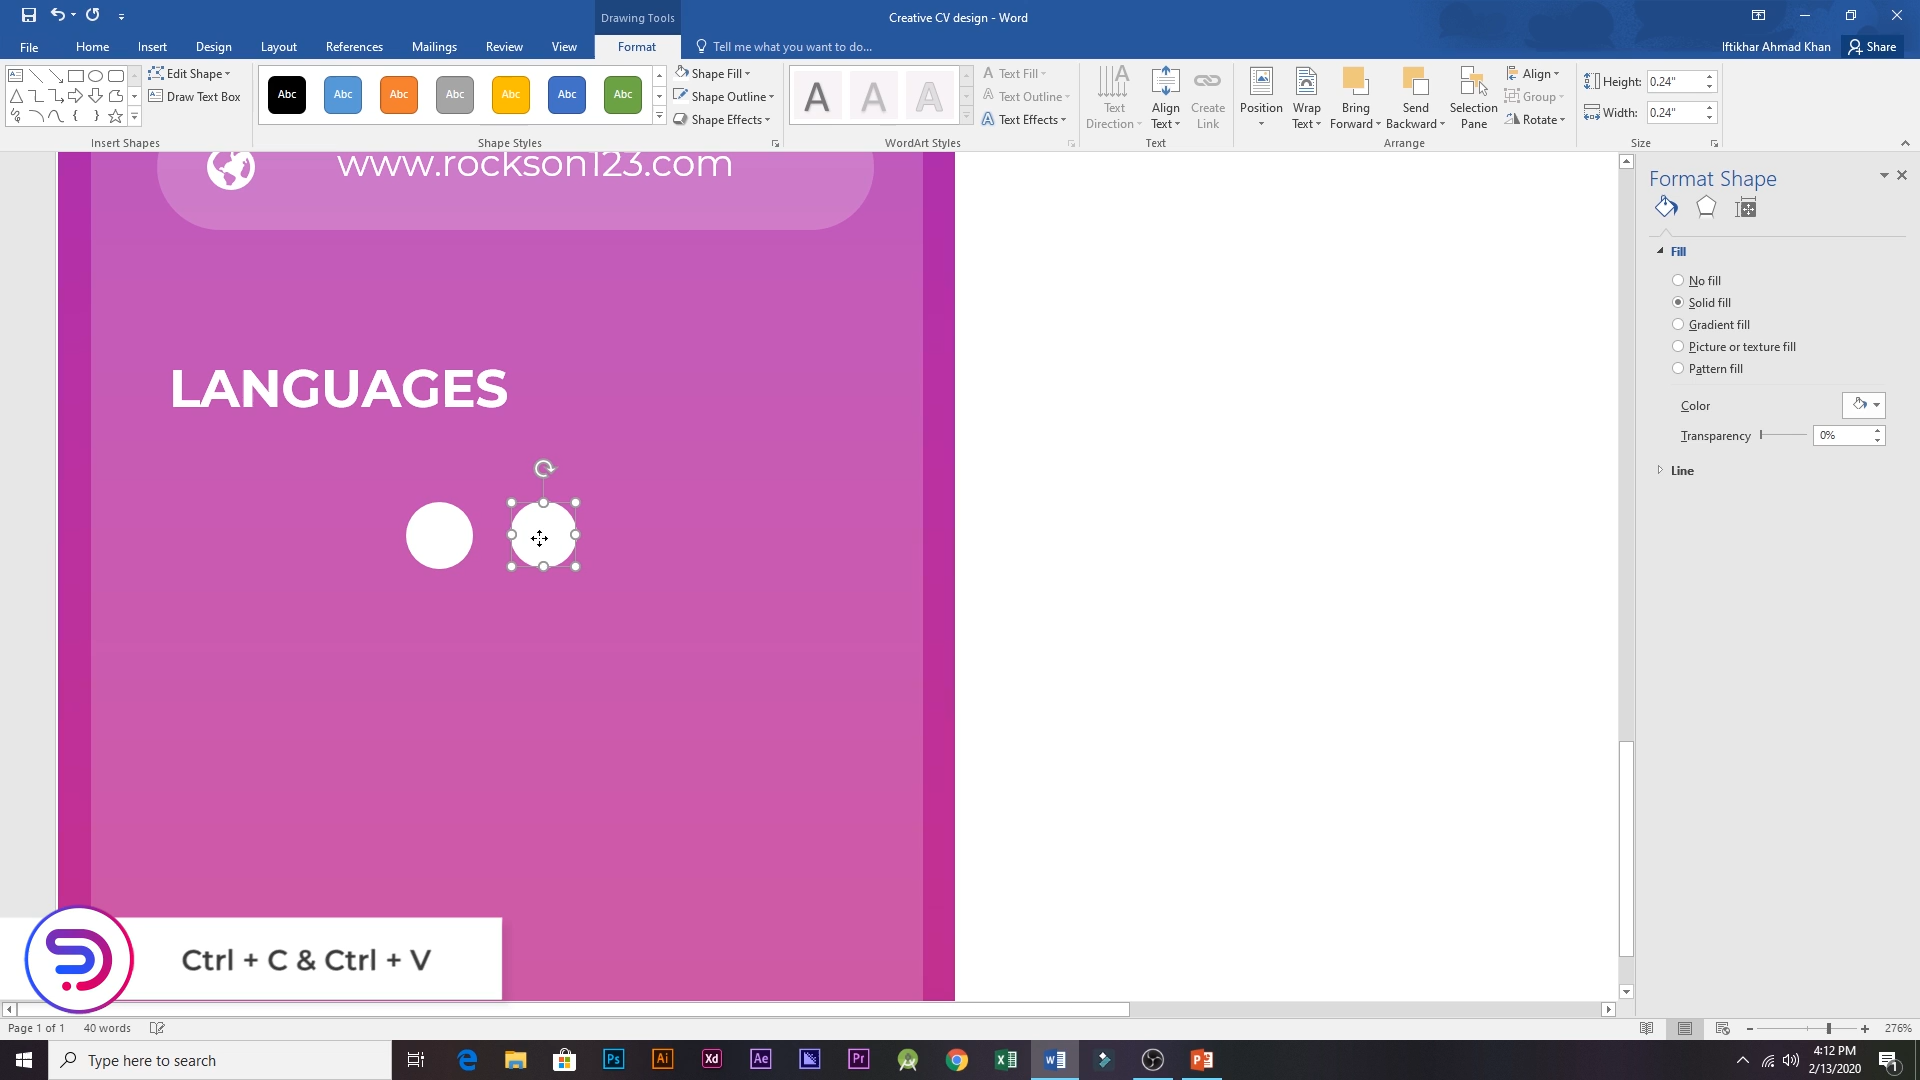 Drawing Tools
Creative CV design - Word
File
Home
Insert
Design
Layout
References
Mailings
Review
View
Format
Tell me what you want to do...
Iftikhar Ahmad Khan
Share
Edit Shape
Draw Text Box
Insert Shapes
Abc
Abc
Abc
Abc
Abc
Abc
Abc
Shape Fill
Shape Outline
Shape Effects
Shape Styles
A A A
WordArt Styles
Text Fill
Text Outline
Text Effects
Text Direction
Align Text
Create Link
Text
Position
Wrap Text
Bring Forward
Send Backward
Selection Pane
Align
Group
Rotate
Arrange
Height: 0.24"
Width: 0.24"
Size
www.rockson123.com
LANGUAGES
Format Shape
Fill
No fill
Solid fill
Gradient fill
Picture or texture fill
Pattern fill
Color
Transparency 0%
Line
Ctrl + C & Ctrl + V
Page 1 of 1
40 words
276%
Type here to search
Ps
Ai
Xd
Ae
Pr
4:12 PM
2/13/2020
1